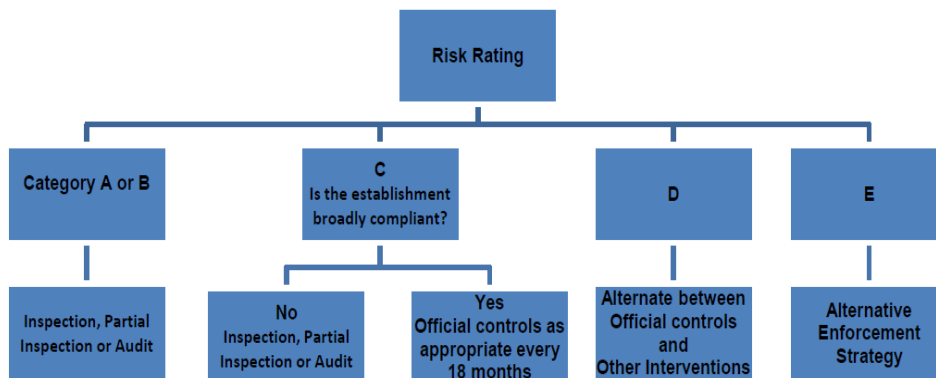 Risk Rating
Category A or B
C
Is the establishment
broadly compliant?
D
E
Inspection, Partial
Inspection or Audit
No
Inspection, Partial
Inspection or Audit
Yes
Official controls as
appropriate every
18 months
Alternate between
Official controls
and
Other Interventions
Alternative
Enforcement
Strategy